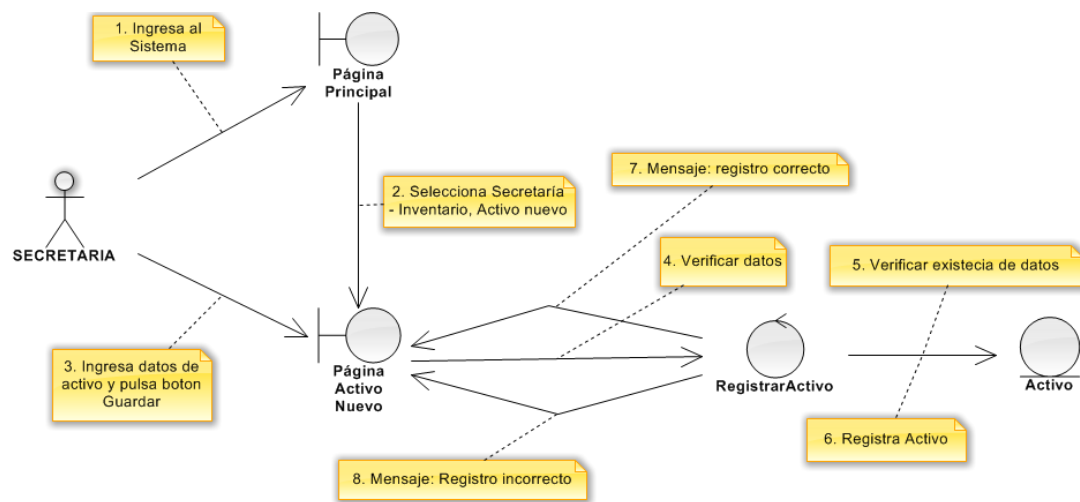 1. Ingresa al
Sistema
Página
Principal
7. Mensaje: registro correcto
2. Selecciona Secretaría
- Inventario, Activo nuevo
SECRETARIA
4. Verificar datos
5. Verificar existecia de datos
3. Ingresa datos de
activo y pulsa boton
Guardar
Página
Activo
Nuevo
RegistrarActivo
Activo
6. Registra Activo
8. Mensaje: Registro incorrecto